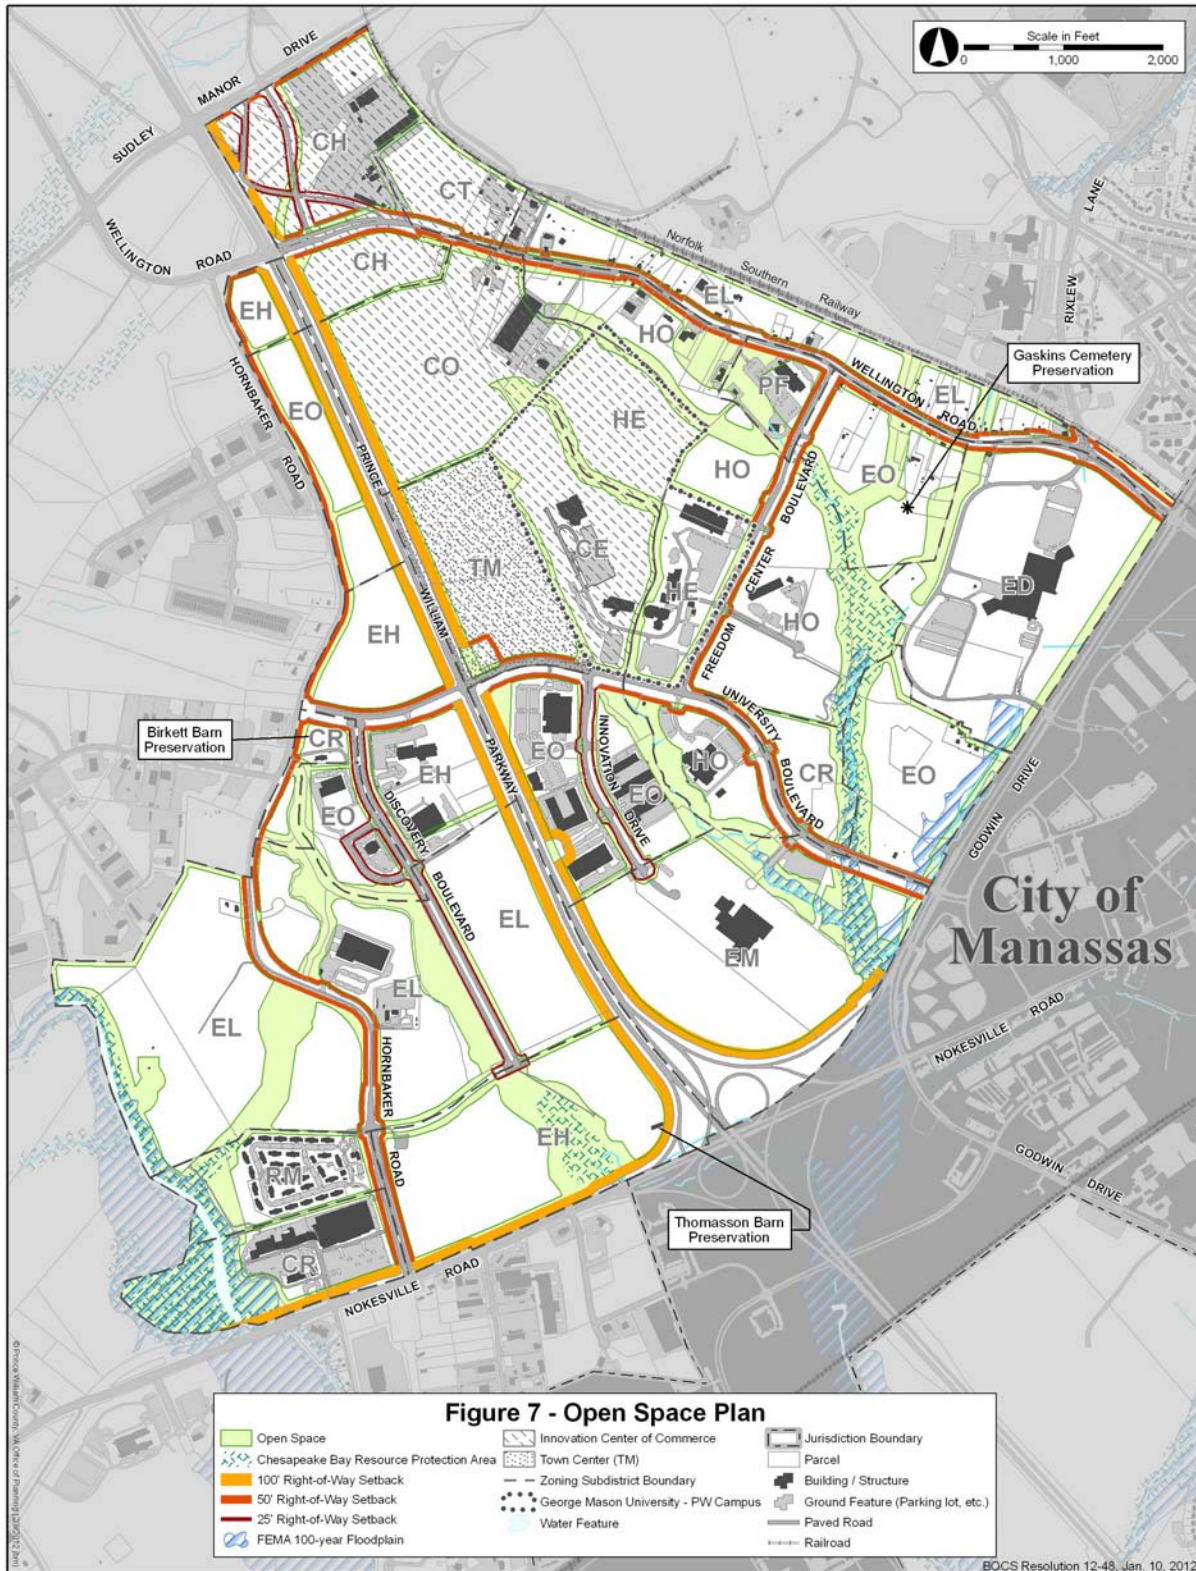 Scale in Feet
0 1,000 2,000
SUDLEY MANOR DRIVE
WELLINGTON ROAD
CH
CT
CH
Norfolk Southern Railway
RIXLEW LANE
EL
HO
EH
HORNBAKER ROAD
Gaskins Cemetery
Preservation
CO
PF
WELLINGTON ROAD
EL
EO
HE
HO
EO
PRINCE WILLIAM PARKWAY
TM
CE
HE
FREEDOM CENTER BOULEVARD
HO
ED
EH
UNIVERSITY BOULEVARD
Birkett Barn
Preservation
CR
EH
EO
INNOVATION DRIVE
HO
CR
EO
EO
EO
DISCOVERY BOULEVARD
GODWIN DRIVE
City of
Manassas
EL
EM
EL
EL
HORNBAKER ROAD
NOKESVILLE ROAD
EH
RM
GODWIN DRIVE
Thomasson Barn
Preservation
CR
NOKESVILLE ROAD
Figure 7 - Open Space Plan
Open Space
Chesapeake Bay Resource Protection Area
100' Right-of-Way Setback
50' Right-of-Way Setback
25' Right-of-Way Setback
FEMA 100-year Floodplain
Innovation Center of Commerce
Town Center (TM)
Zoning Subdistrict Boundary
George Mason University - PW Campus
Water Feature
Jurisdiction Boundary
Parcel
Building / Structure
Ground Feature (Parking lot, etc.)
Paved Road
Railroad
BOCS Resolution 12-48, Jan. 10, 2012